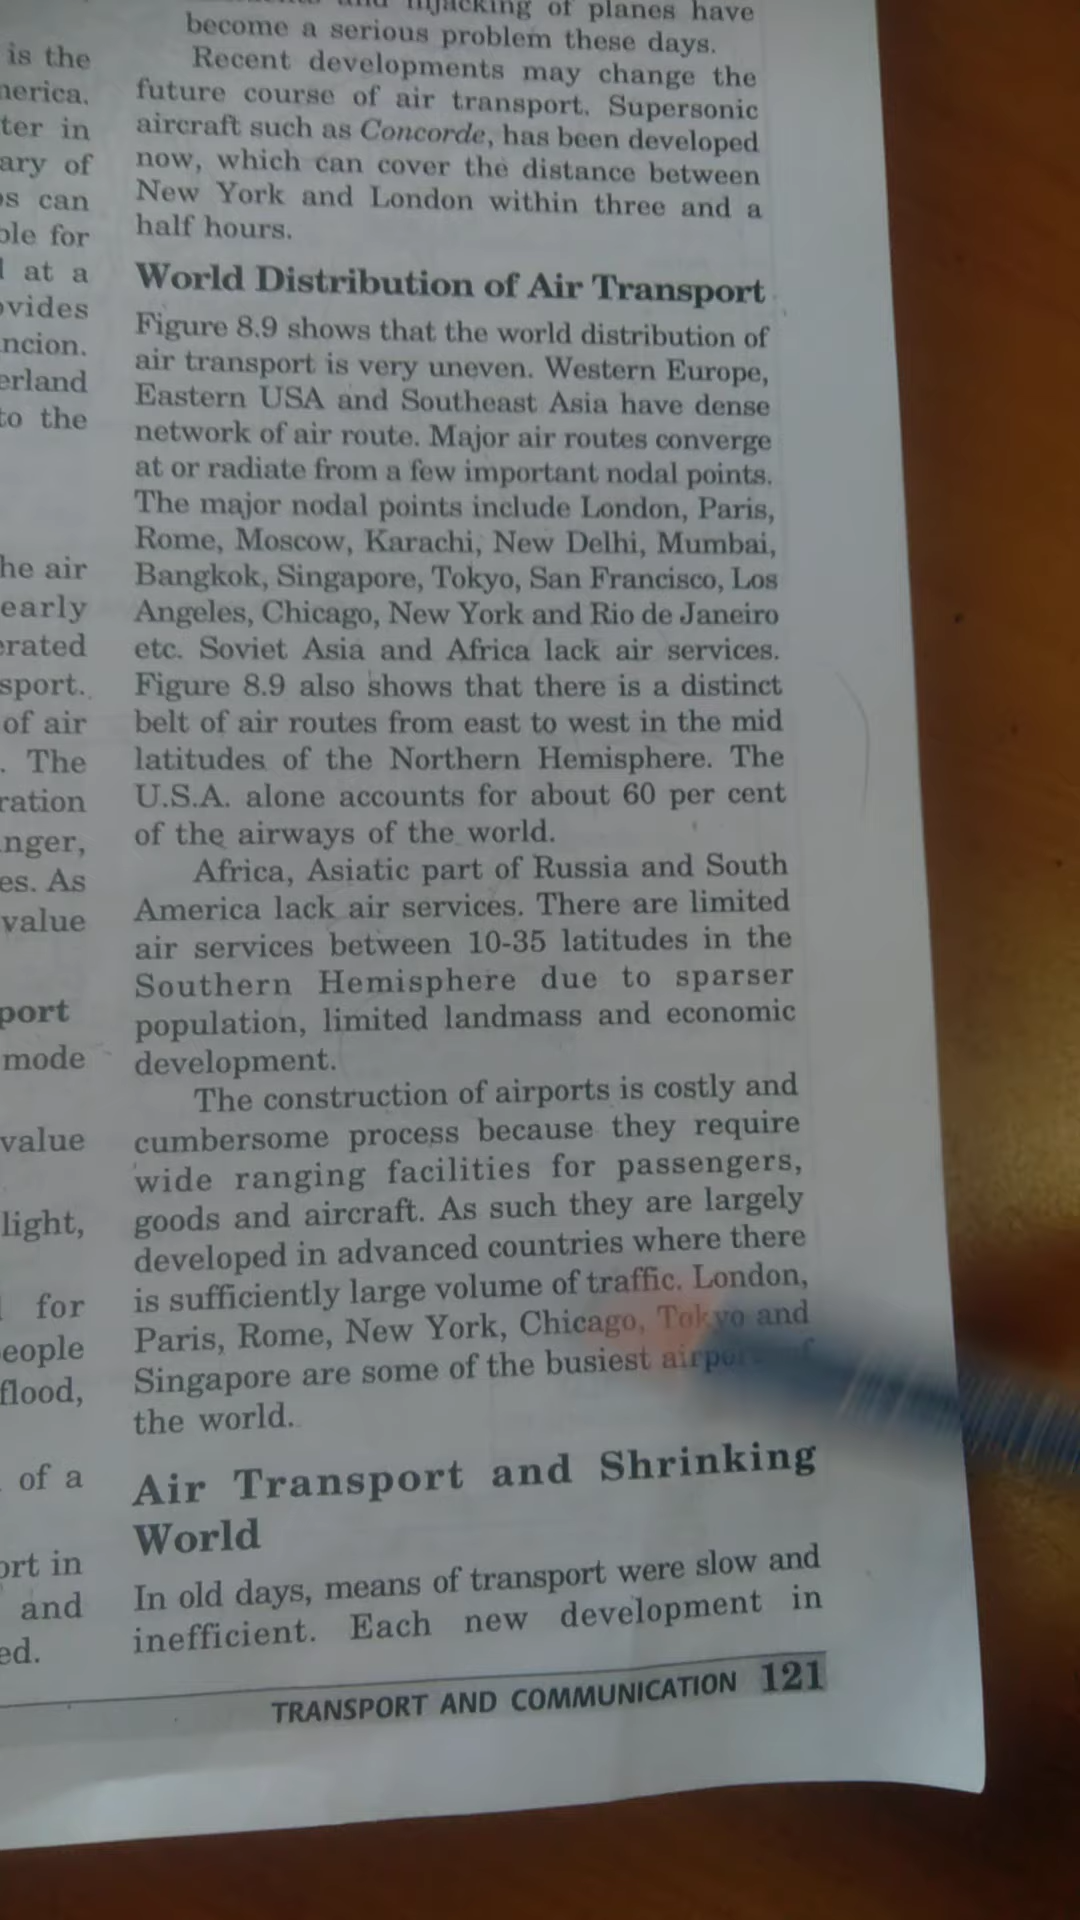 is the
merica.
ter in
ary of
s can
ble for
at a
vides
ncion.
erland
to the
he air
early
erated
sport.
of air
. The
ration
nger,
es. As
value
port
mode
value
light,
for
eople
flood,
of a
ort in
and
ed.
hijacking of planes have
become a serious problem these days.
Recent developments may change the
future course of air transport. Supersonic
aircraft such as Concorde, has been developed
now, which can cover the distance between
New York and London within three and a
half hours.
World Distribution of Air Transport
Figure 8.9 shows that the world distribution of
air transport is very uneven. Western Europe,
Eastern USA and Southeast Asia have dense
network of air route. Major air routes converge
at or radiate from a few important nodal points.
The major nodal points include London, Paris,
Rome, Moscow, Karachi, New Delhi, Mumbai,
Bangkok, Singapore, Tokyo, San Francisco, Los
Angeles, Chicago, New York and Rio de Janeiro
etc. Soviet Asia and Africa lack air services.
Figure 8.9 also shows that there is a distinct
belt of air routes from east to west in the mid
latitudes of the Northern Hemisphere. The
U.S.A. alone accounts for about 60 per cent
of the airways of the world.
Africa, Asiatic part of Russia and South
America lack air services. There are limited
air services between 10-35 latitudes in the
Southern Hemisphere due to sparser
population, limited landmass and economic
development.
The construction of airports is costly and
cumbersome process because they require
wide ranging facilities for passengers,
goods and aircraft. As such they are largely
developed in advanced countries where there
is sufficiently large volume of traffic. London,
Paris, Rome, New York, Chicago, Tokyo and
Singapore are some of the busiest
the world.
Air Transport and Shrinking
World
In old days, means of transport were slow and
inefficient. Each new development in
TRANSPORT AND COMMUNICATION 121